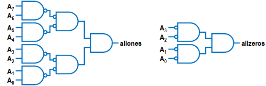 A₇
A₆
A₅
A₄
A₃
A₂
A₁
A₀
allones
A₃
A₂
A₁
A₀
allzeros